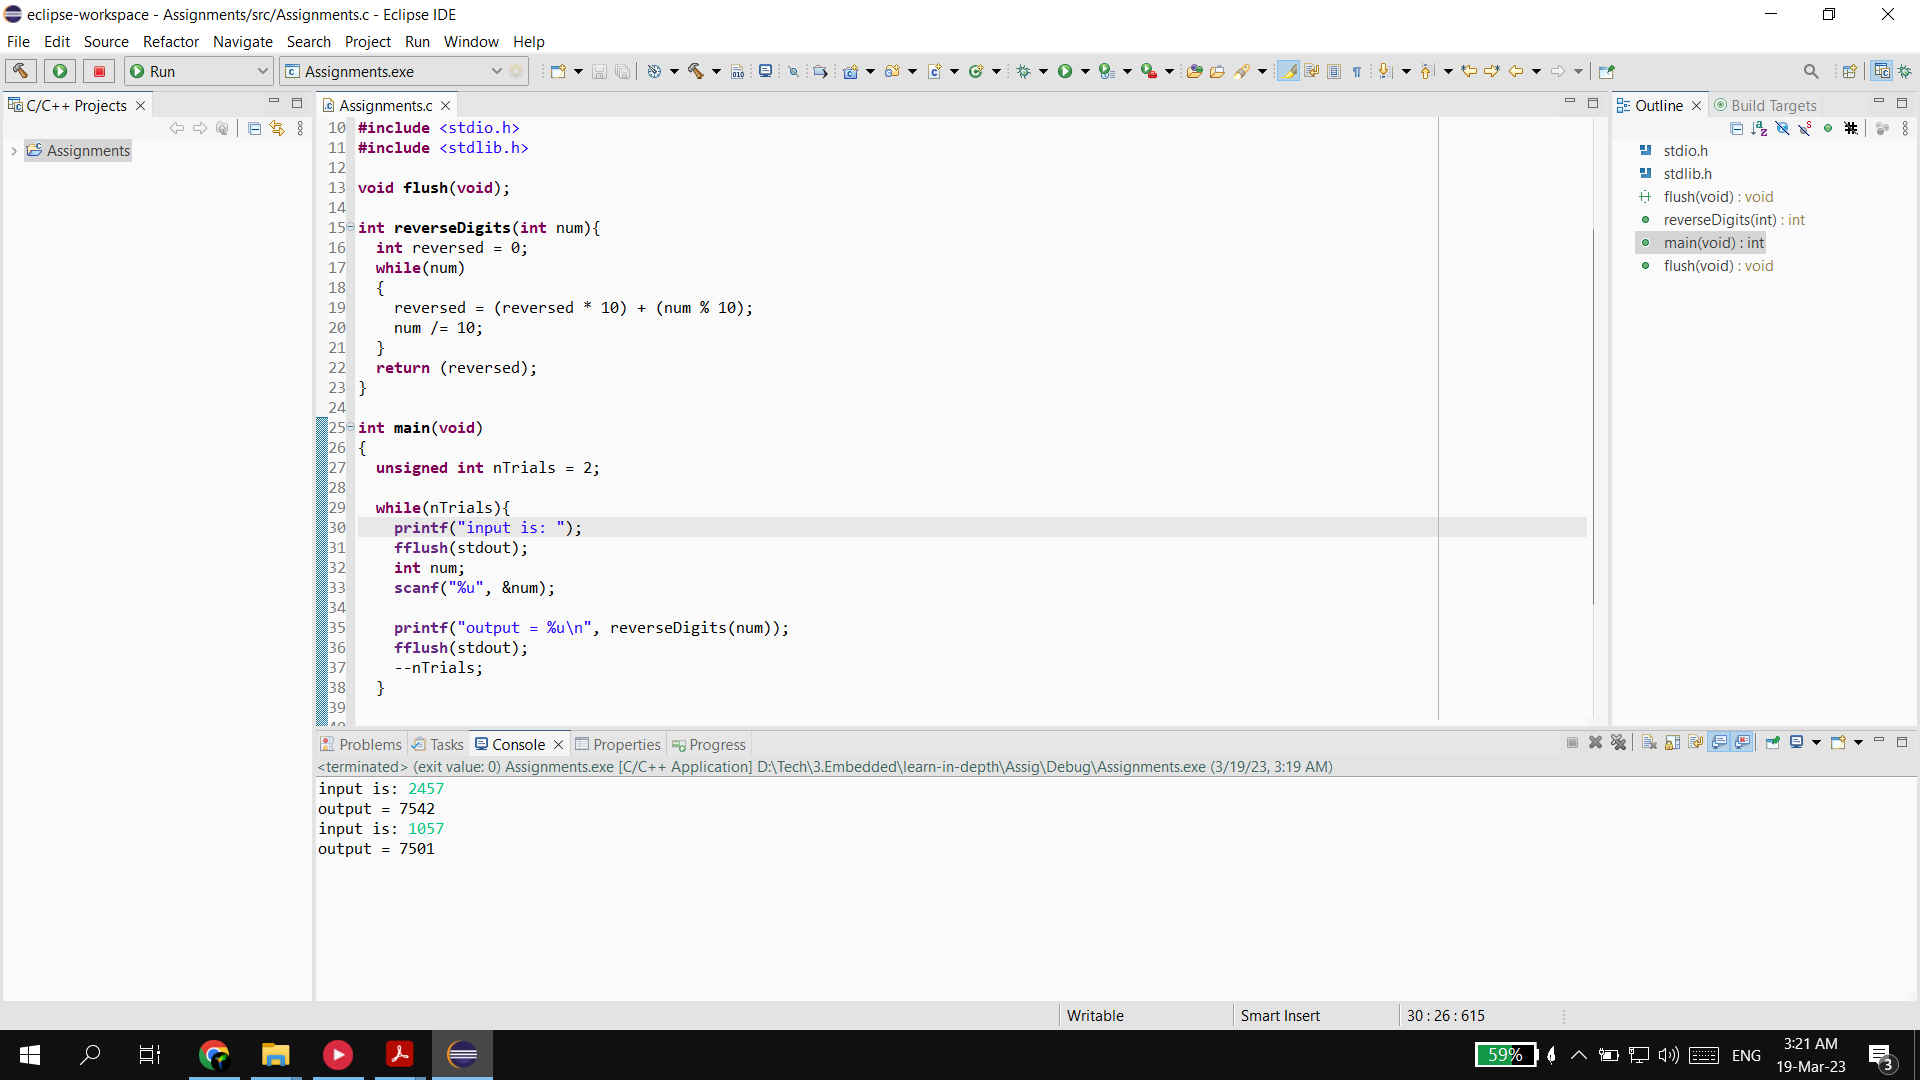 eclipse-workspace - Assignments/src/Assignments.c - Eclipse IDE
File Edit Source Refactor Navigate Search Project Run Window Help
Run Assignments.exe
C/C++ Projects
Assignments
Assignments.c
10 #include <stdio.h>
11 #include <stdlib.h>
12
13 void flush(void);
14
15 int reverseDigits(int num){
16 int reversed = 0;
17 while(num)
18 {
19 reversed = (reversed * 10) + (num % 10);
20 num /= 10;
21 }
22 return (reversed);
23 }
24
25 int main(void)
26 {
27 unsigned int nTrials = 2;
28
29 while(nTrials){
30 printf("input is: ");
31 fflush(stdout);
32 int num;
33 scanf("%u", &num);
34
35 printf("output = %u\n", reverseDigits(num));
36 fflush(stdout);
37 --nTrials;
38 }
39
Outline Build Targets
stdio.h
stdlib.h
flush(void) : void
reverseDigits(int) : int
main(void) : int
flush(void) : void
Problems Tasks Console Properties Progress
<terminated> (exit value: 0) Assignments.exe [C/C++ Application] D:\Tech\3.Embedded\learn-in-depth\Assig\Debug\Assignments.exe (3/19/23, 3:19 AM)
input is: 2457
output = 7542
input is: 1057
output = 7501
Writable Smart Insert 30 : 26 : 615
59% ENG 3:21 AM
19-Mar-23 3